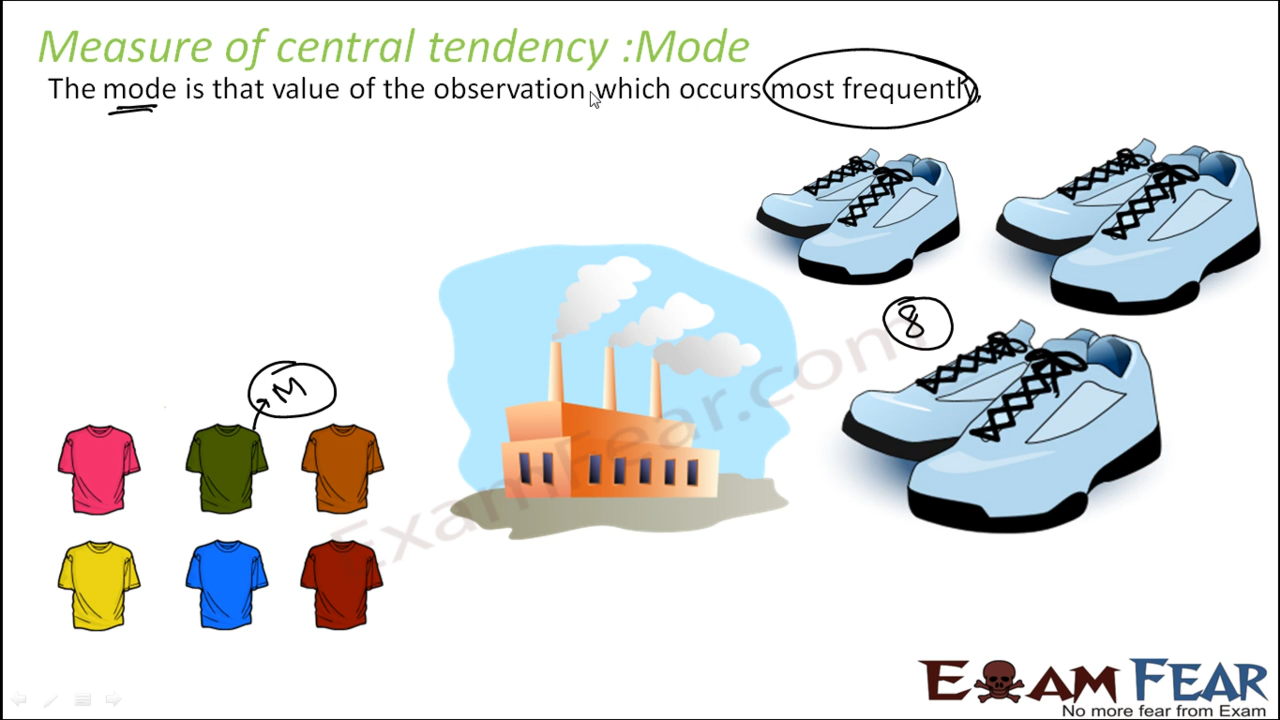 Measure of central tendency :Mode
The mode is that value of the observation which occurs most frequently,
8
M
ExamFear.com
EXAM FEAR
No more fear from Exam